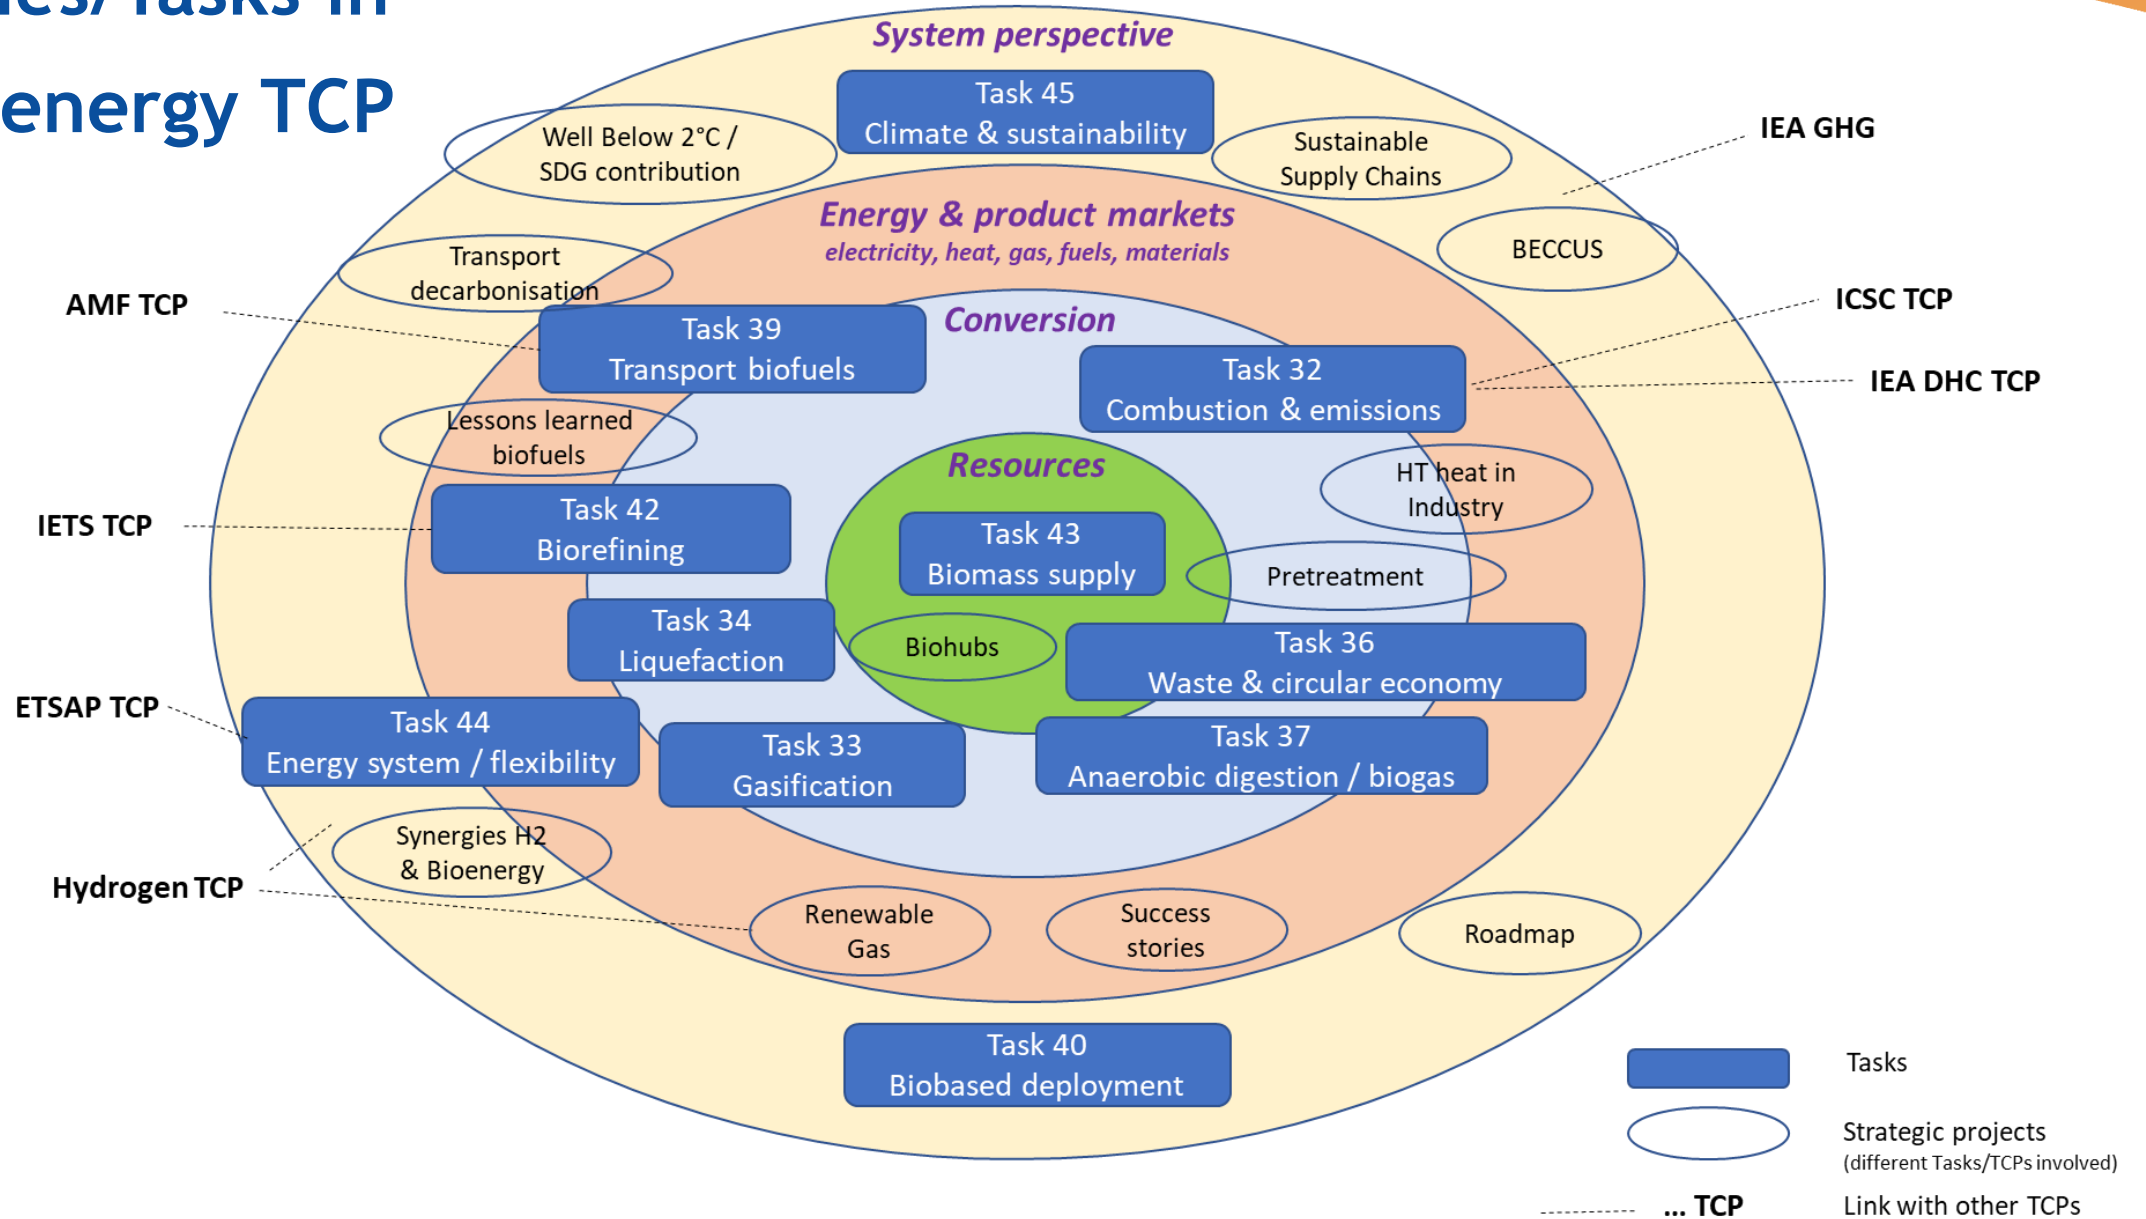 energy TCP
System perspective
Task 45
Climate & sustainability
Well Below 2°C /
SDG contribution
Sustainable
Supply Chains
IEA GHG
Energy & product markets
electricity, heat, gas, fuels, materials
BECCUS
Transport
decarbonisation
AMF TCP
ICSC TCP
Task 39
Transport biofuels
Conversion
Task 32
Combustion & emissions
IEA DHC TCP
Lessons learned
biofuels
Resources
HT heat in
Industry
IETS TCP
Task 42
Biorefining
Task 43
Biomass supply
Pretreatment
Task 34
Liquefaction
Biohubs
Task 36
Waste & circular economy
ETSAP TCP
Task 44
Energy system / flexibility
Task 33
Gasification
Task 37
Anaerobic digestion / biogas
Synergies H2
& Bioenergy
Hydrogen TCP
Renewable
Gas
Success
stories
Roadmap
Task 40
Biobased deployment
Tasks
Strategic projects
(different Tasks/TCPs involved)
... TCP
Link with other TCPs